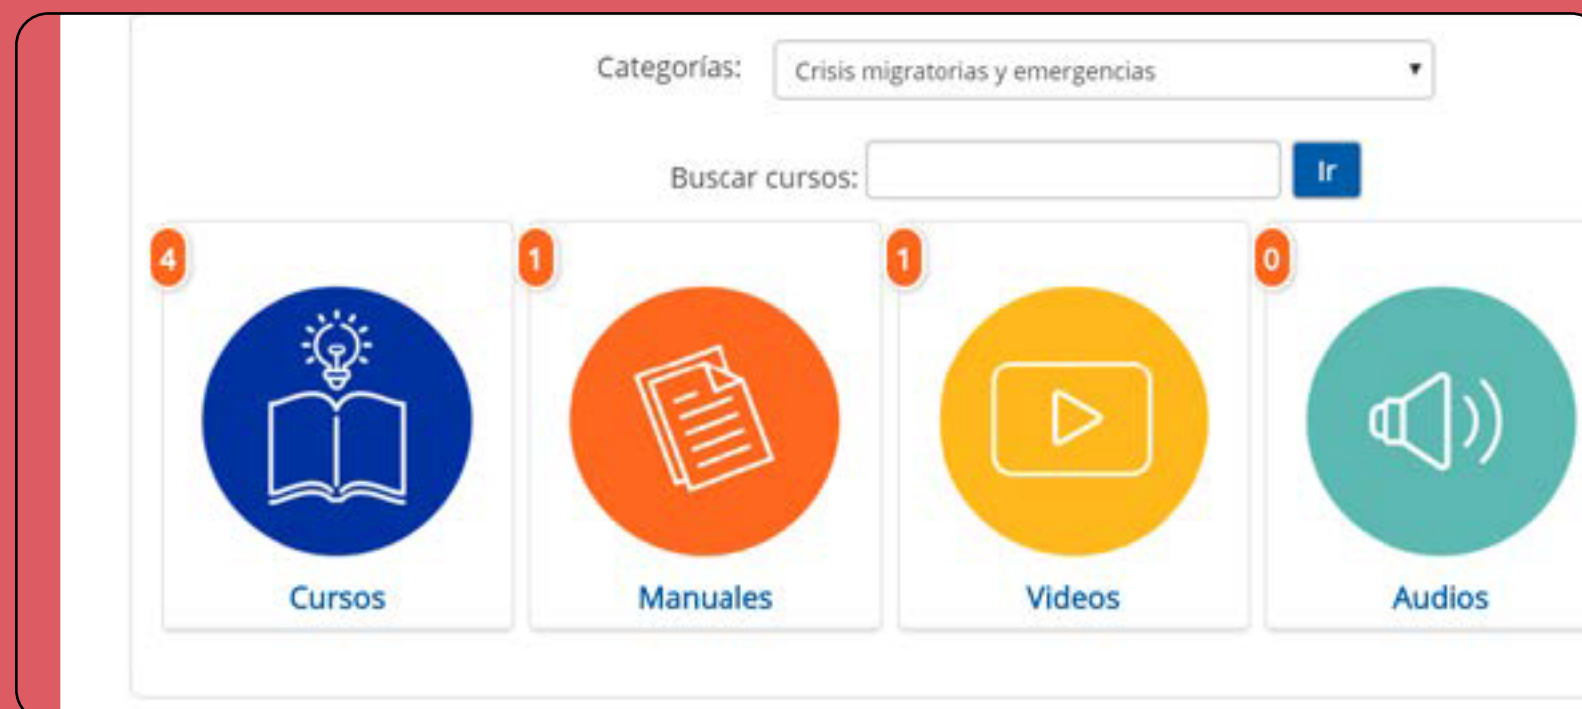 Categorías: Crisis migratorias y emergencias
Buscar cursos: Ir
4 1 1 0
Cursos Manuales Videos Audios